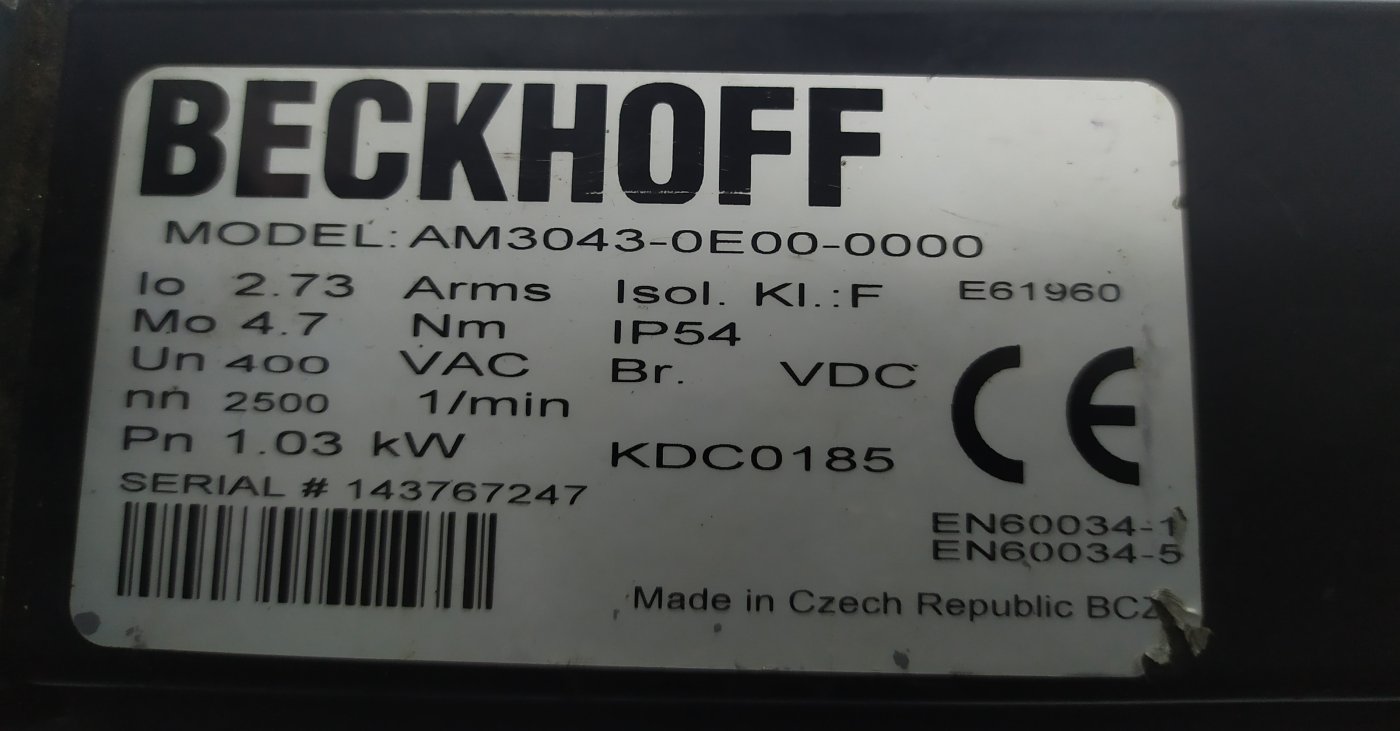 BECKHOFF
MODEL: AM3043-0E00-0000
Io 2.73 Arms Isol. Kl.:F E61960
Mo 4.7 Nm IP54
Un 400 VAC Br. VDC
nn 2500 1/min
Pn 1.03 kW KDC0185
CE
SERIAL # 143767247
EN60034-1
EN60034-5
Made in Czech Republic BCZ